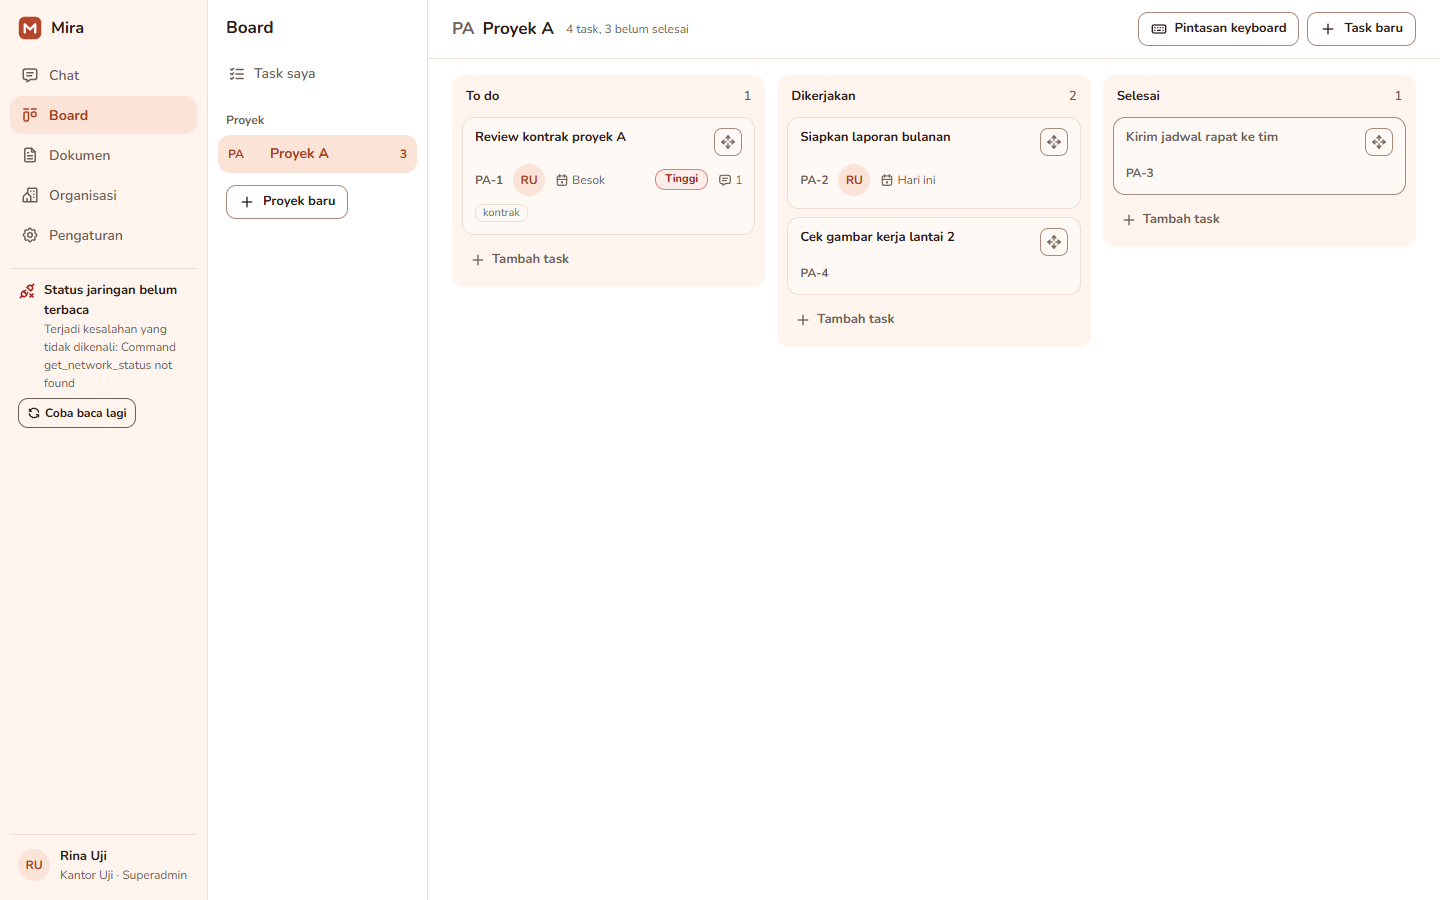 Mira
Chat
Board
Dokumen
Organisasi
Pengaturan
Status jaringan belum
terbaca
Terjadi kesalahan yang
tidak dikenali: Command
get_network_status not
found
Coba baca lagi
RU
Rina Uji
Kantor Uji · Superadmin
Board
Task saya
Proyek
PA Proyek A 3
Proyek baru
PA Proyek A 4 task, 3 belum selesai
Pintasan keyboard
Task baru
To do 1
Review kontrak proyek A
PA-1 RU Besok Tinggi 1
kontrak
Tambah task
Dikerjakan 2
Siapkan laporan bulanan
PA-2 RU Hari ini
Cek gambar kerja lantai 2
PA-4
Tambah task
Selesai 1
Kirim jadwal rapat ke tim
PA-3
Tambah task